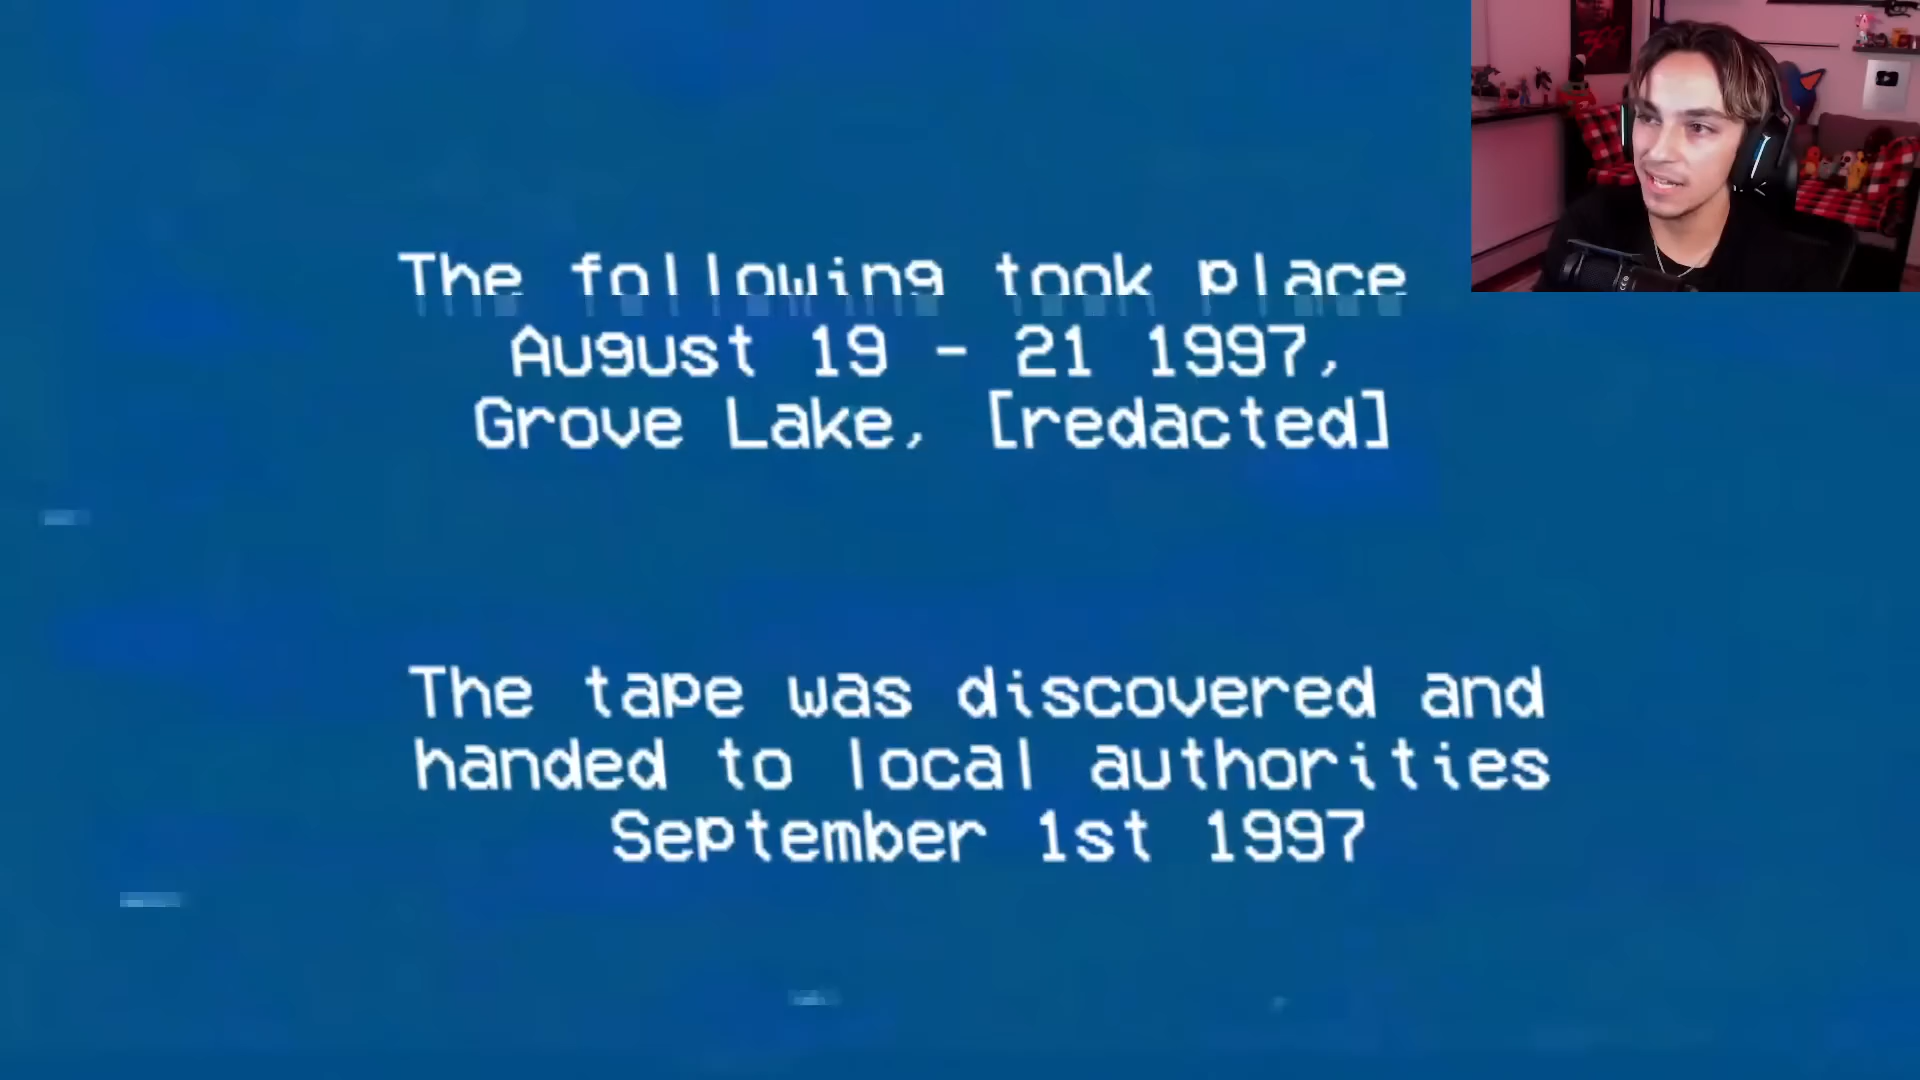 The following took place
August 19 - 21 1997,
Grove Lake, [redacted]
The tape was discovered and
handed to local authorities
September 1st 1997